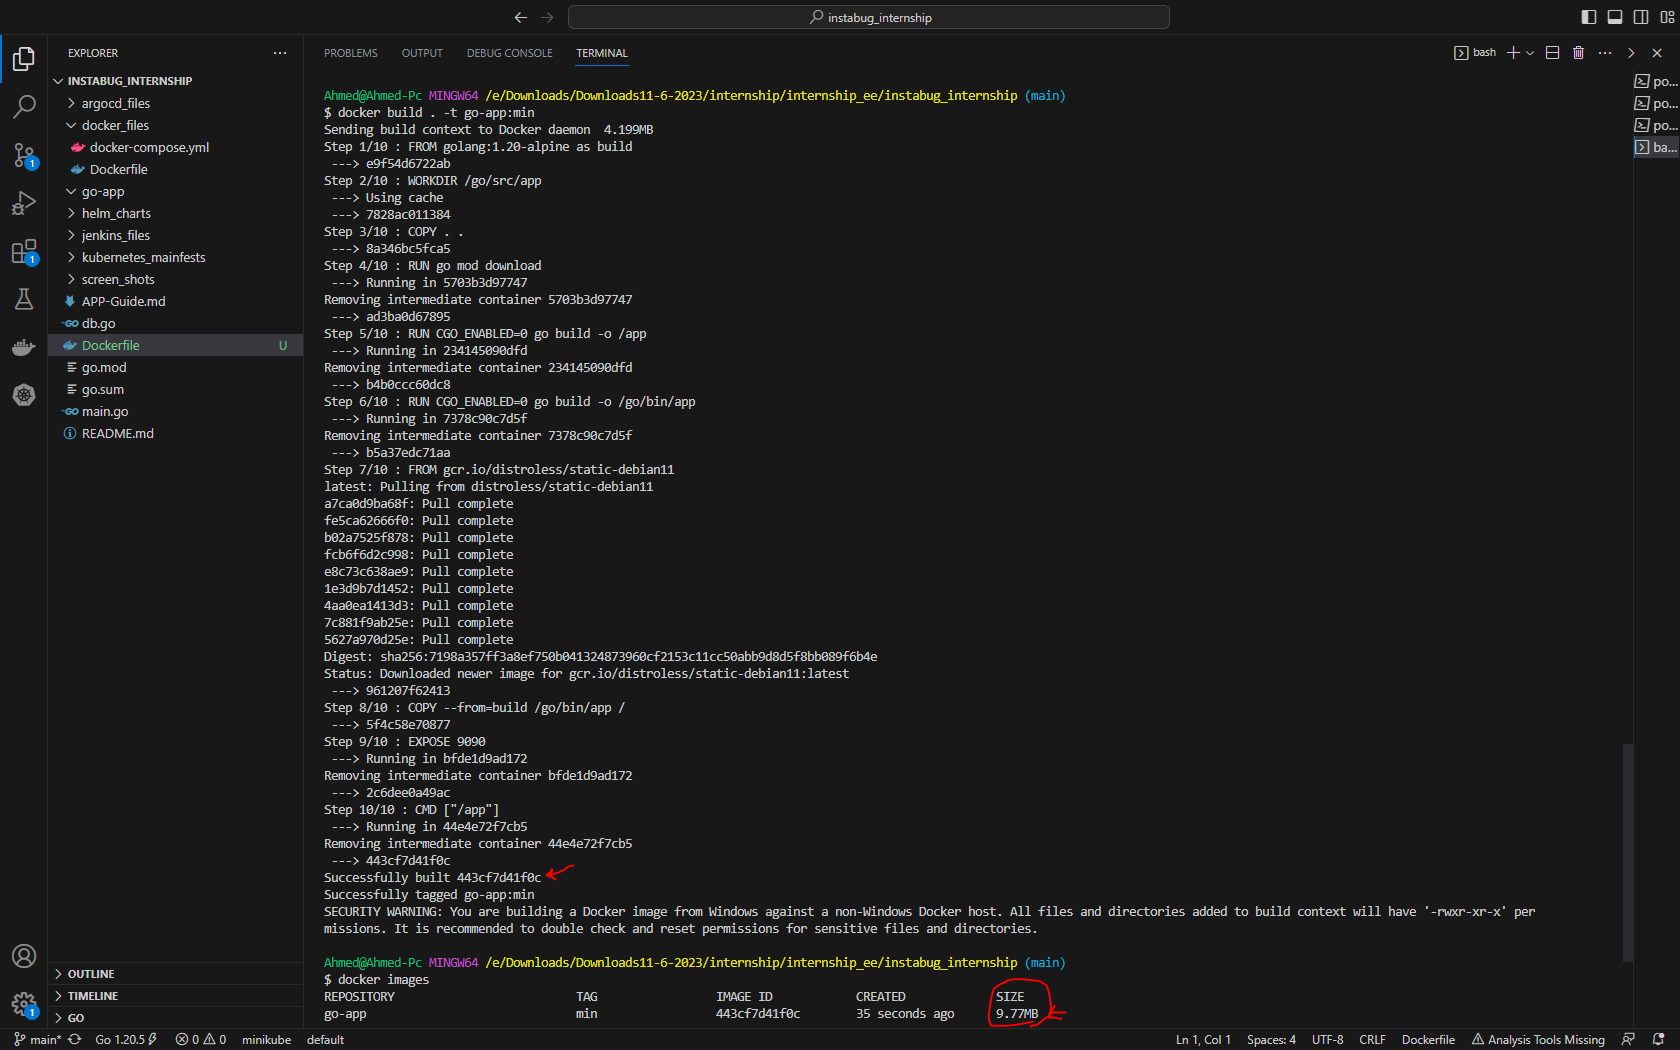 instabug_internship
EXPLORER
INSTABUG_INTERNSHIP
argocd_files
docker_files
docker-compose.yml
Dockerfile
go-app
helm_charts
jenkins_files
kubernetes_mainfests
screen_shots
APP-Guide.md
db.go
Dockerfile U
go.mod
go.sum
main.go
README.md
OUTLINE
TIMELINE
GO
PROBLEMS OUTPUT DEBUG CONSOLE TERMINAL
bash
po...
po...
po...
ba...
Ahmed@Ahmed-Pc MINGW64 /e/Downloads/Downloads11-6-2023/internship/internship_ee/instabug_internship (main)
$ docker build . -t go-app:min
Sending build context to Docker daemon 4.199MB
Step 1/10 : FROM golang:1.20-alpine as build
---> e9f54d6722ab
Step 2/10 : WORKDIR /go/src/app
---> Using cache
---> 7828ac011384
Step 3/10 : COPY . .
---> 8a346bc5fca5
Step 4/10 : RUN go mod download
---> Running in 5703b3d97747
Removing intermediate container 5703b3d97747
---> ad3ba0d67895
Step 5/10 : RUN CGO_ENABLED=0 go build -o /app
---> Running in 234145090dfd
Removing intermediate container 234145090dfd
---> b4b0ccc60dc8
Step 6/10 : RUN CGO_ENABLED=0 go build -o /go/bin/app
---> Running in 7378c90c7d5f
Removing intermediate container 7378c90c7d5f
---> b5a37edc71aa
Step 7/10 : FROM gcr.io/distroless/static-debian11
latest: Pulling from distroless/static-debian11
a7ca0d9ba68f: Pull complete
fe5ca62666f0: Pull complete
b02a7525f878: Pull complete
fcb6f6d2c998: Pull complete
e8c73c638ae9: Pull complete
1e3d9b7d1452: Pull complete
4aa0ea1413d3: Pull complete
7c881f9ab25e: Pull complete
5627a970d25e: Pull complete
Digest: sha256:7198a357ff3a8ef750b041324873960cf2153c11cc50abb9d8d5f8bb089f6b4e
Status: Downloaded newer image for gcr.io/distroless/static-debian11:latest
---> 961207f62413
Step 8/10 : COPY --from=build /go/bin/app /
---> 5f4c58e70877
Step 9/10 : EXPOSE 9090
---> Running in bfde1d9ad172
Removing intermediate container bfde1d9ad172
---> 2c6dee0a49ac
Step 10/10 : CMD ["/app"]
---> Running in 44e4e72f7cb5
Removing intermediate container 44e4e72f7cb5
---> 443cf7d41f0c
Successfully built 443cf7d41f0c
Successfully tagged go-app:min
SECURITY WARNING: You are building a Docker image from Windows against a non-Windows Docker host. All files and directories added to build context will have '-rwxr-xr-x' per
missions. It is recommended to double check and reset permissions for sensitive files and directories.
Ahmed@Ahmed-Pc MINGW64 /e/Downloads/Downloads11-6-2023/internship/internship_ee/instabug_internship (main)
$ docker images
REPOSITORY TAG IMAGE ID CREATED SIZE
go-app min 443cf7d41f0c 35 seconds ago 9.77MB
main* Go 1.20.5 0 0 minikube default Ln 1, Col 1 Spaces: 4 UTF-8 CRLF Dockerfile Analysis Tools Missing